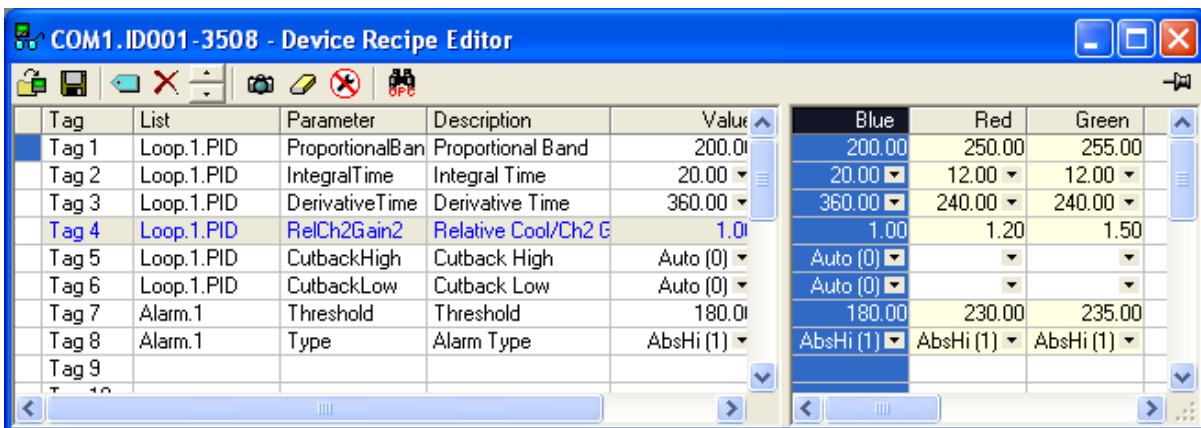 COM1.ID001-3508 - Device Recipe Editor
OPC
Tag List Parameter Description Value Blue Red Green
Tag 1 Loop.1.PID ProportionalBan Proportional Band 200.00 200.00 250.00 255.00
Tag 2 Loop.1.PID IntegralTime Integral Time 20.00 20.00 12.00 12.00
Tag 3 Loop.1.PID DerivativeTime Derivative Time 360.00 360.00 240.00 240.00
Tag 4 Loop.1.PID RelCh2Gain2 Relative Cool/Ch2 G 1.00 1.00 1.20 1.50
Tag 5 Loop.1.PID CutbackHigh Cutback High Auto (0) Auto (0)
Tag 6 Loop.1.PID CutbackLow Cutback Low Auto (0) Auto (0)
Tag 7 Alarm.1 Threshold Threshold 180.00 180.00 230.00 235.00
Tag 8 Alarm.1 Type Alarm Type AbsHi (1) AbsHi (1) AbsHi (1) AbsHi (1)
Tag 9